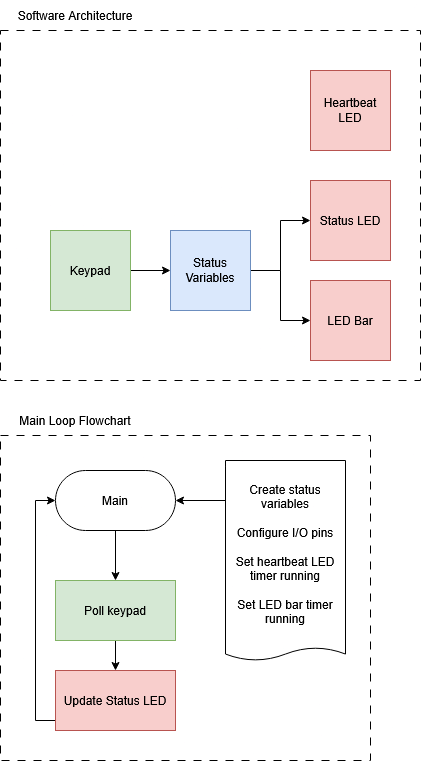 Software Architecture
Heartbeat
LED
Status LED
Keypad
Status
Variables
LED Bar
Main Loop Flowchart
Main
Create status
variables
Configure I/O pins
Set heartbeat LED
timer running
Set LED bar timer
running
Poll keypad
Update Status LED